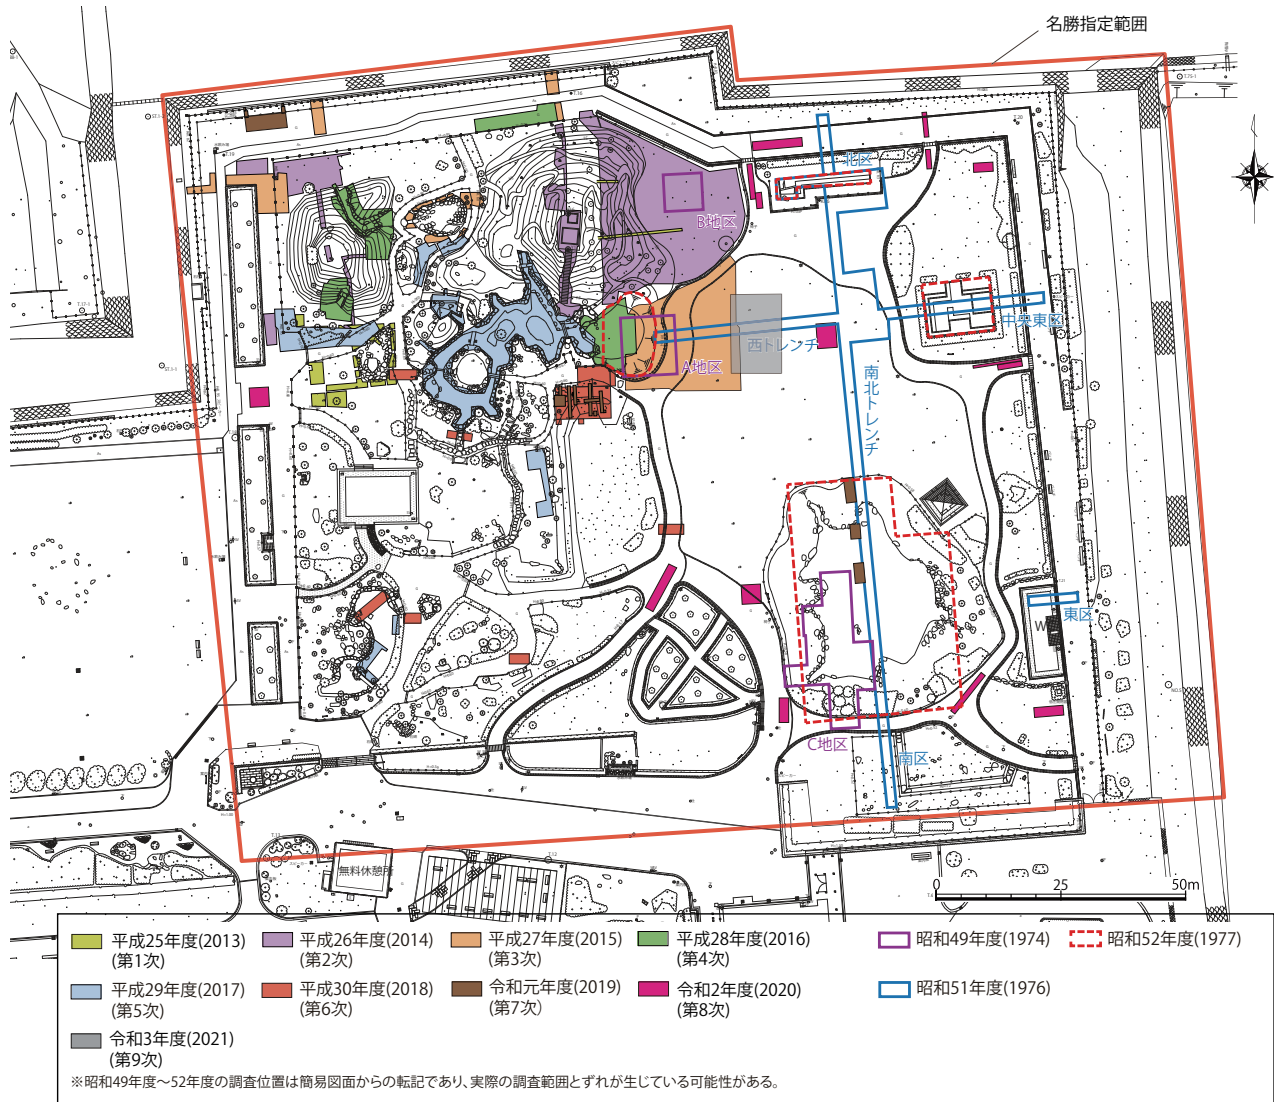 名勝指定範囲
北区
B地区
中央東区
西トレンチ
A地区
南北トレンチ
東区
C地区
南区
無料休憩所
0 25 50m
平成25年度(2013)
(第1次)
平成26年度(2014)
(第2次)
平成27年度(2015)
(第3次)
平成28年度(2016)
(第4次)
昭和49年度(1974)
昭和52年度(1977)
平成29年度(2017)
(第5次)
平成30年度(2018)
(第6次)
令和元年度(2019)
(第7次)
令和2年度(2020)
(第8次)
昭和51年度(1976)
令和3年度(2021)
(第9次)
※昭和49年度～52年度の調査位置は簡易図面からの転記であり、実際の調査範囲とずれが生じている可能性がある。